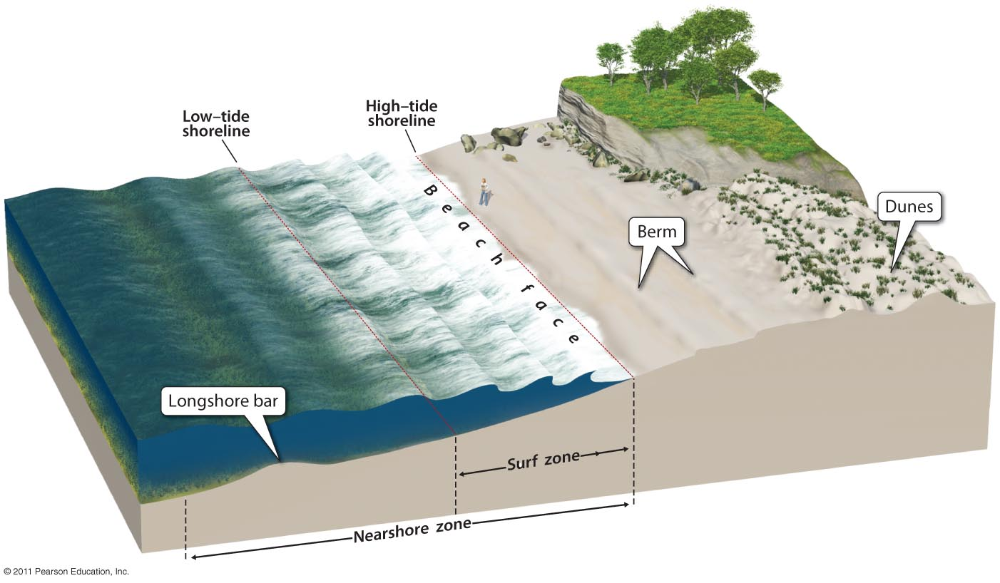 Low–tide
shoreline
High–tide
shoreline
Beach face
Berm
Dunes
Longshore bar
Surf zone
Nearshore zone
© 2011 Pearson Education, Inc.